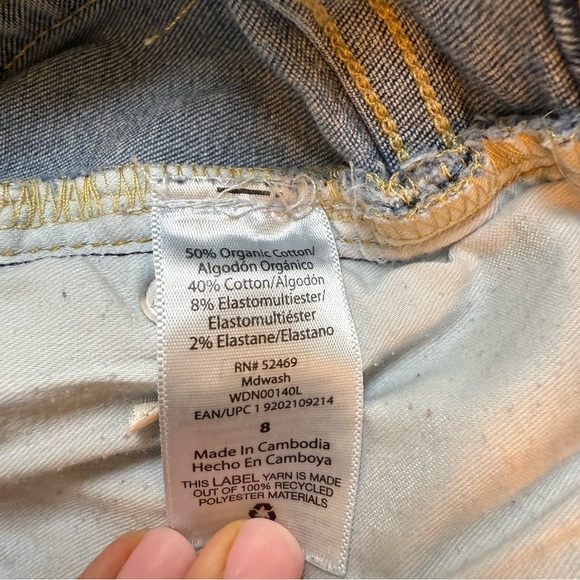 50% Organic Cotton/
Algodón Orgánico
40% Cotton/Algodón
8% Elastomultiester/
Elastomultiéster
2% Elastane/Elastano
RN# 52469
Mdwash
WDN00140L
EAN/UPC 1 9202109214
8
Made In Cambodia
Hecho En Camboya
THIS LABEL YARN IS MADE
OUT OF 100% RECYCLED
POLYESTER MATERIALS